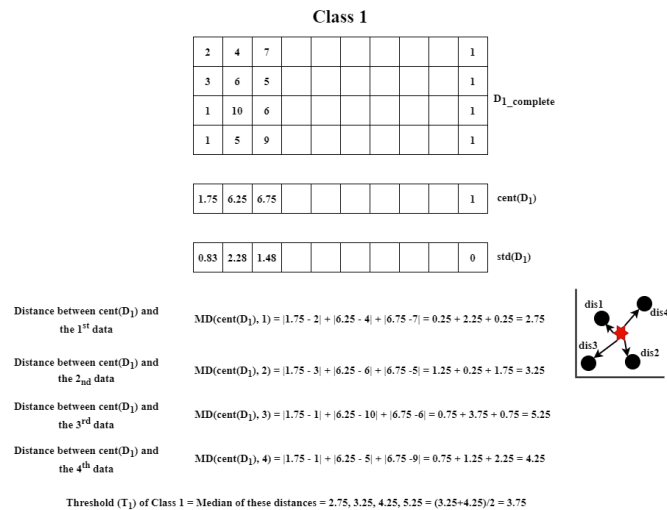 Class 1
2 4 7 1
3 6 5 1
1 10 6 1
1 5 9 1
D1_complete
1.75 6.25 6.75 1 cent(D1)
0.83 2.28 1.48 0 std(D1)
Distance between cent(D1) and
the 1st data
MD(cent(D1), 1) = |1.75 - 2| + |6.25 - 4| + |6.75 -7| = 0.25 + 2.25 + 0.25 = 2.75
Distance between cent(D1) and
the 2nd data
MD(cent(D1), 2) = |1.75 - 3| + |6.25 - 6| + |6.75 -5| = 1.25 + 0.25 + 1.75 = 3.25
Distance between cent(D1) and
the 3rd data
MD(cent(D1), 3) = |1.75 - 1| + |6.25 - 10| + |6.75 -6| = 0.75 + 3.75 + 0.75 = 5.25
Distance between cent(D1) and
the 4th data
MD(cent(D1), 4) = |1.75 - 1| + |6.25 - 5| + |6.75 -9| = 0.75 + 1.25 + 2.25 = 4.25
dis1
dis4
dis3
dis2
Threshold (T1) of Class 1 = Median of these distances = 2.75, 3.25, 4.25, 5.25 = (3.25+4.25)/2 = 3.75